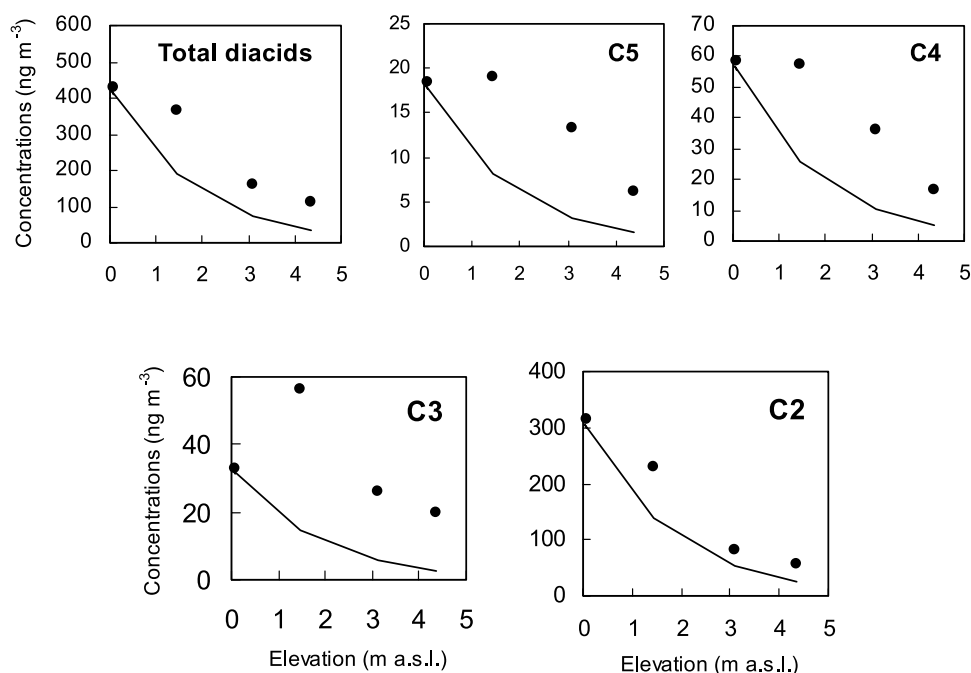 Concentrations (ng m⁻³)
600
500
400
300
200
100
0
Total diacids
0 1 2 3 4 5
25
20
15
10
5
0
C5
0 1 2 3 4 5
70
60
50
40
30
20
10
0
C4
0 1 2 3 4 5
Concentrations (ng m⁻³)
60
40
20
0
C3
0 1 2 3 4 5
Elevation (m a.s.l.)
400
300
200
100
0
C2
0 1 2 3 4 5
Elevation (m a.s.l.)